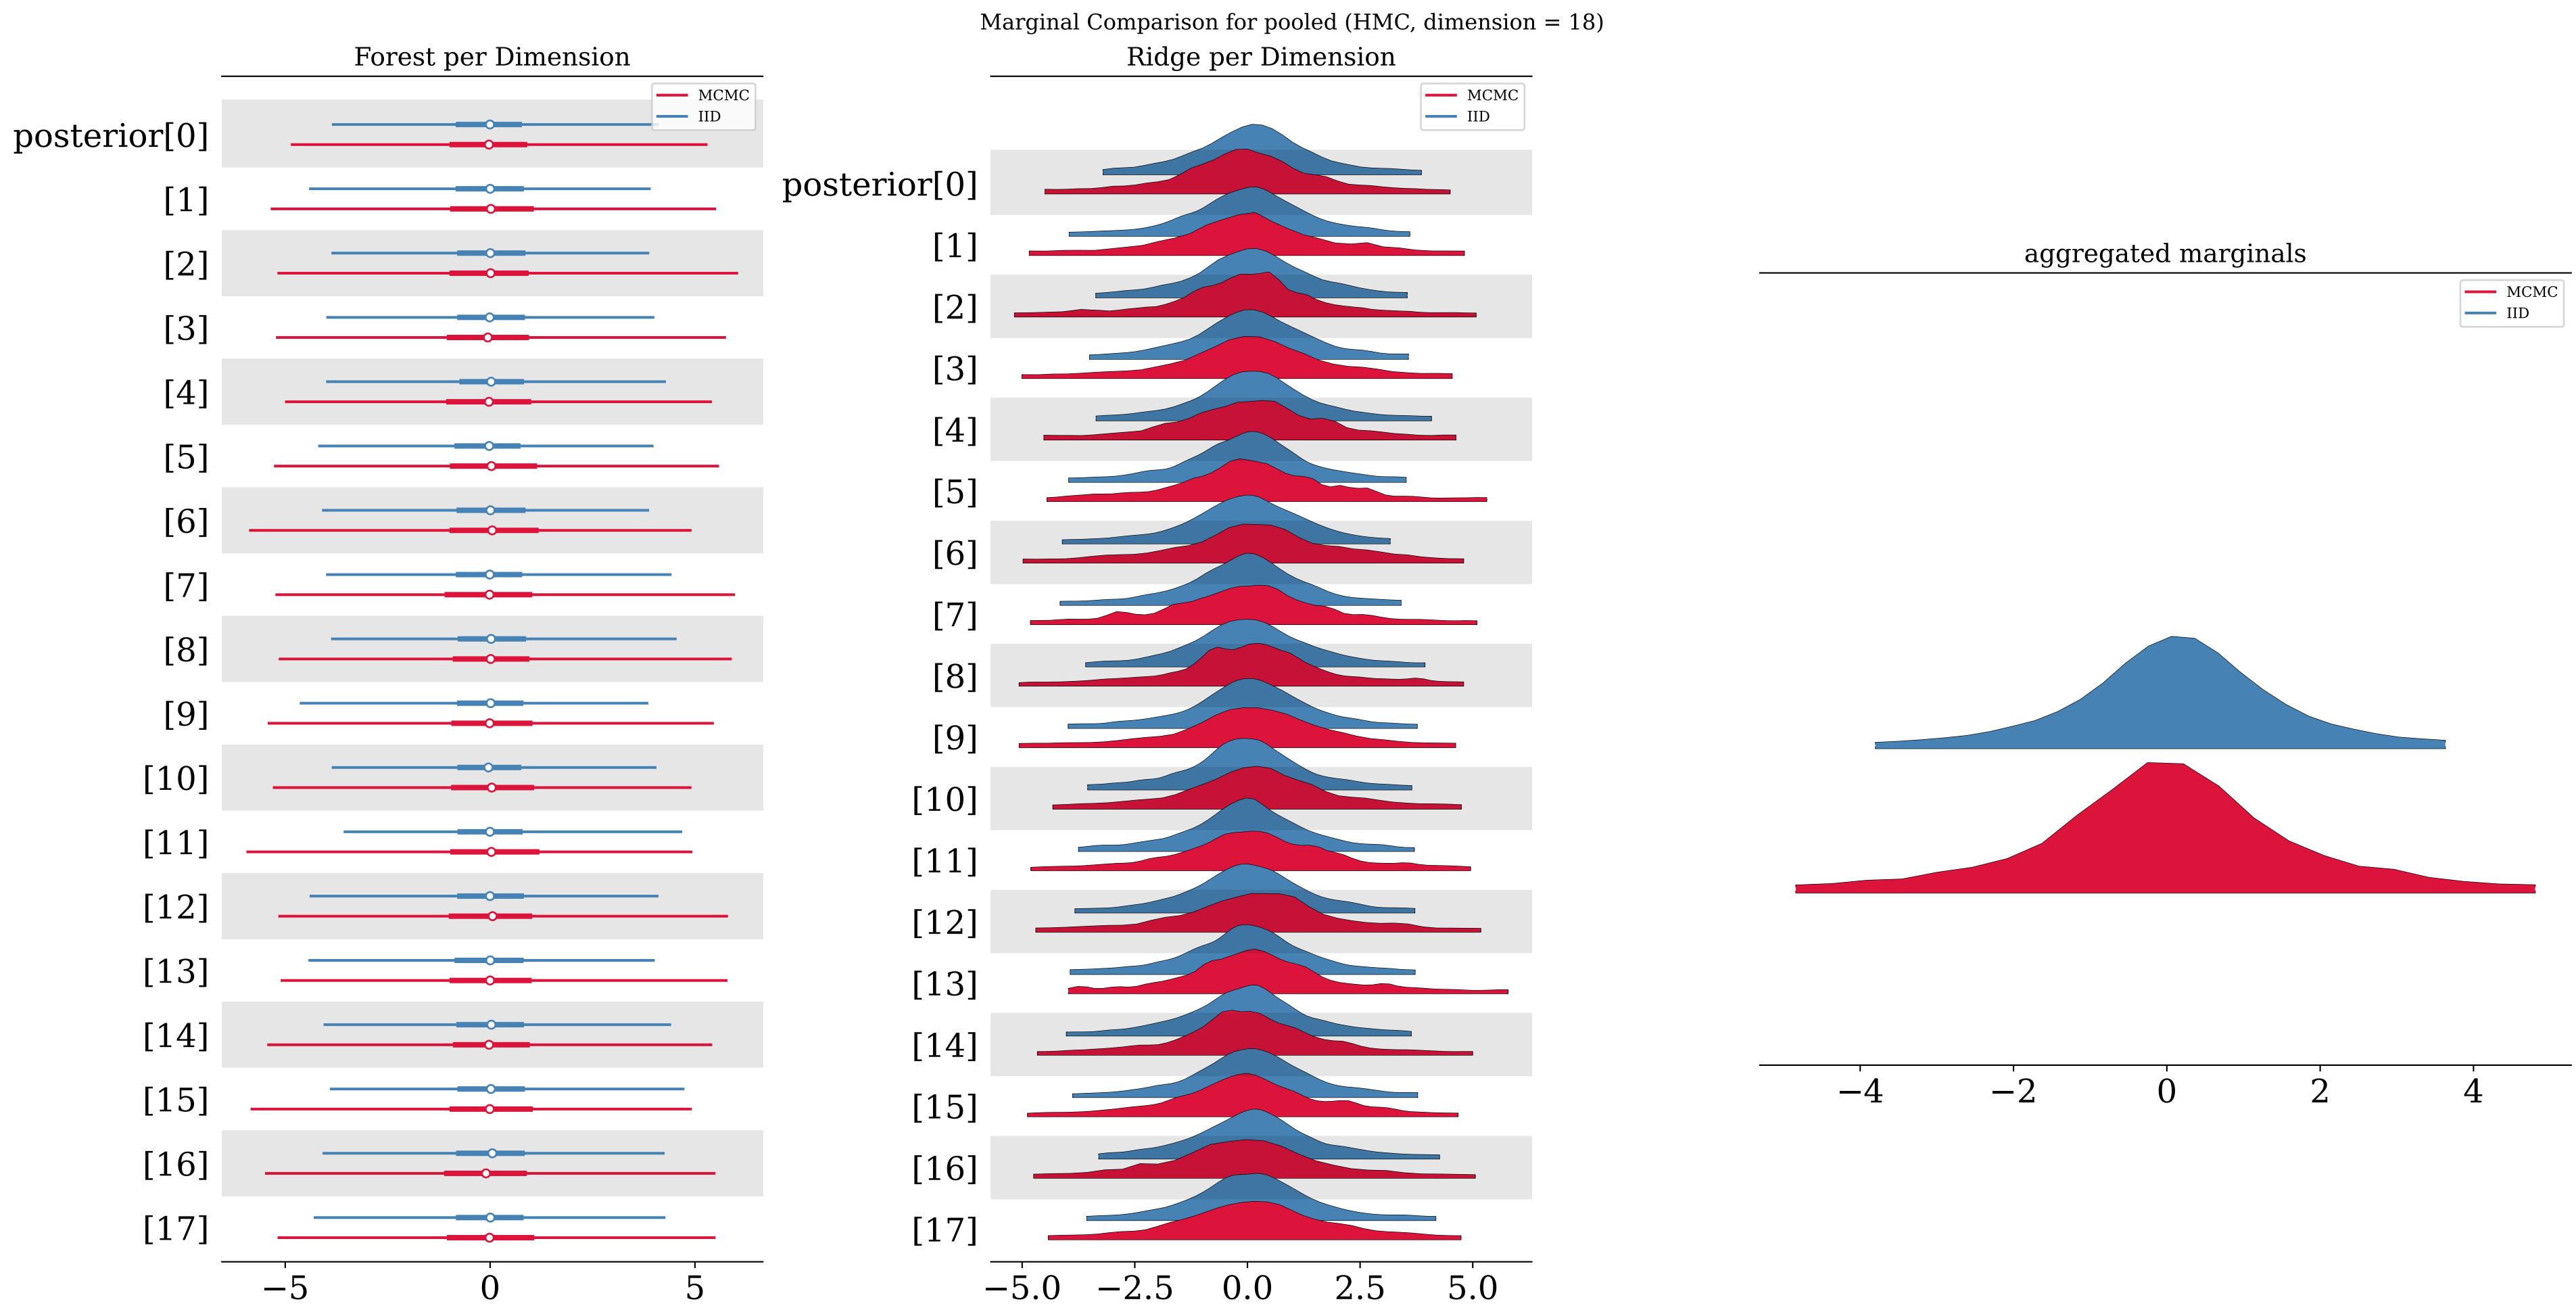 Marginal Comparison for pooled (HMC, dimension = 18)
Forest per Dimension
MCMC
IID
posterior[0]
[1]
[2]
[3]
[4]
[5]
[6]
[7]
[8]
[9]
[10]
[11]
[12]
[13]
[14]
[15]
[16]
[17]
−5 0 5
Ridge per Dimension
MCMC
IID
posterior[0]
[1]
[2]
[3]
[4]
[5]
[6]
[7]
[8]
[9]
[10]
[11]
[12]
[13]
[14]
[15]
[16]
[17]
−5.0 −2.5 0.0 2.5 5.0
aggregated marginals
MCMC
IID
−4 −2 0 2 4